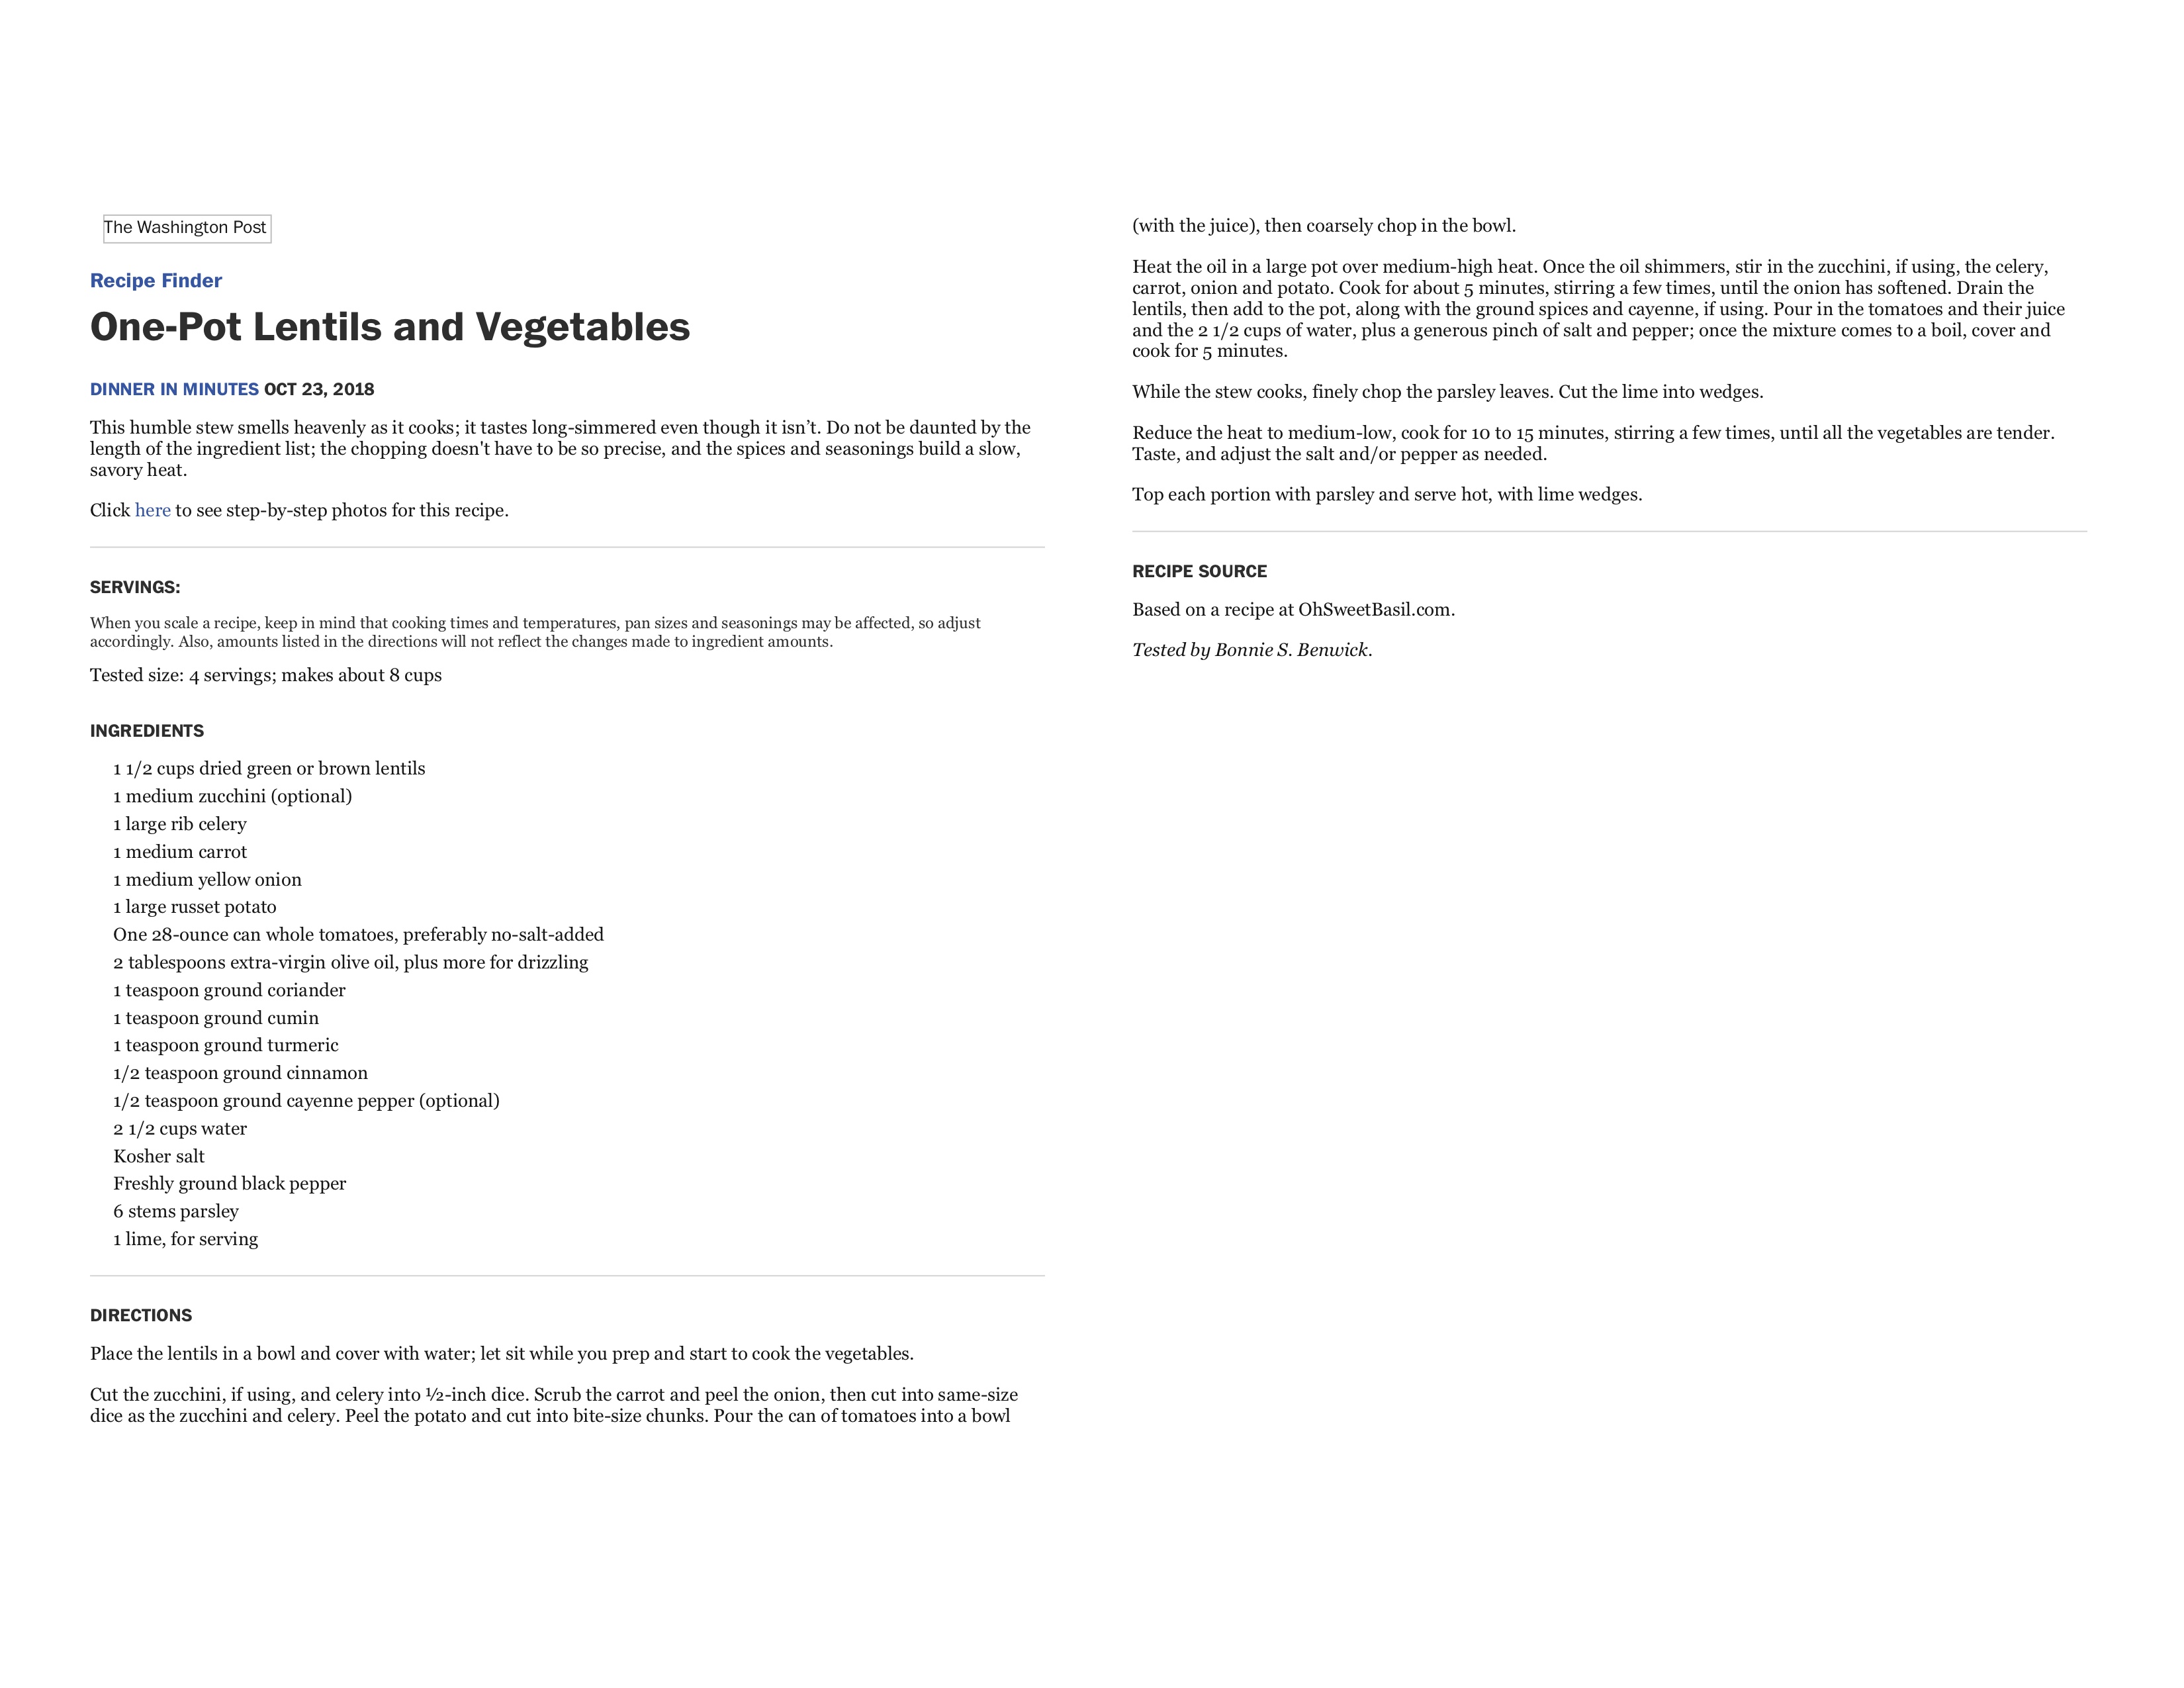 The Washington Post
Recipe Finder
One-Pot Lentils and Vegetables
DINNER IN MINUTES OCT 23, 2018
This humble stew smells heavenly as it cooks; it tastes long-simmered even though it isn’t. Do not be daunted by the
length of the ingredient list; the chopping doesn't have to be so precise, and the spices and seasonings build a slow,
savory heat.
Click here to see step-by-step photos for this recipe.
SERVINGS:
When you scale a recipe, keep in mind that cooking times and temperatures, pan sizes and seasonings may be affected, so adjust
accordingly. Also, amounts listed in the directions will not reflect the changes made to ingredient amounts.
Tested size: 4 servings; makes about 8 cups
INGREDIENTS
1 1/2 cups dried green or brown lentils
1 medium zucchini (optional)
1 large rib celery
1 medium carrot
1 medium yellow onion
1 large russet potato
One 28-ounce can whole tomatoes, preferably no-salt-added
2 tablespoons extra-virgin olive oil, plus more for drizzling
1 teaspoon ground coriander
1 teaspoon ground cumin
1 teaspoon ground turmeric
1/2 teaspoon ground cinnamon
1/2 teaspoon ground cayenne pepper (optional)
2 1/2 cups water
Kosher salt
Freshly ground black pepper
6 stems parsley
1 lime, for serving
DIRECTIONS
Place the lentils in a bowl and cover with water; let sit while you prep and start to cook the vegetables.
Cut the zucchini, if using, and celery into ½-inch dice. Scrub the carrot and peel the onion, then cut into same-size
dice as the zucchini and celery. Peel the potato and cut into bite-size chunks. Pour the can of tomatoes into a bowl
(with the juice), then coarsely chop in the bowl.
Heat the oil in a large pot over medium-high heat. Once the oil shimmers, stir in the zucchini, if using, the celery,
carrot, onion and potato. Cook for about 5 minutes, stirring a few times, until the onion has softened. Drain the
lentils, then add to the pot, along with the ground spices and cayenne, if using. Pour in the tomatoes and their juice
and the 2 1/2 cups of water, plus a generous pinch of salt and pepper; once the mixture comes to a boil, cover and
cook for 5 minutes.
While the stew cooks, finely chop the parsley leaves. Cut the lime into wedges.
Reduce the heat to medium-low, cook for 10 to 15 minutes, stirring a few times, until all the vegetables are tender.
Taste, and adjust the salt and/or pepper as needed.
Top each portion with parsley and serve hot, with lime wedges.
RECIPE SOURCE
Based on a recipe at OhSweetBasil.com.
Tested by Bonnie S. Benwick.